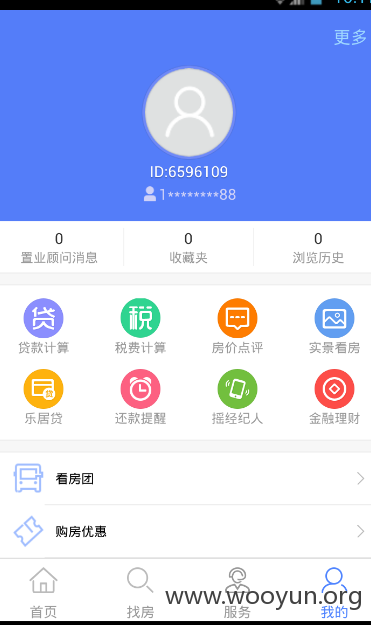 更多
ID:6596109
1********88
0 0 0
置业顾问消息 收藏夹 浏览历史
贷 税
贷款计算 税费计算 房价点评 实景看房
贷
乐居贷 还款提醒 摇经纪人 金融理财
看房团
购房优惠
www.wooyun.org
首页 找房 服务 我的